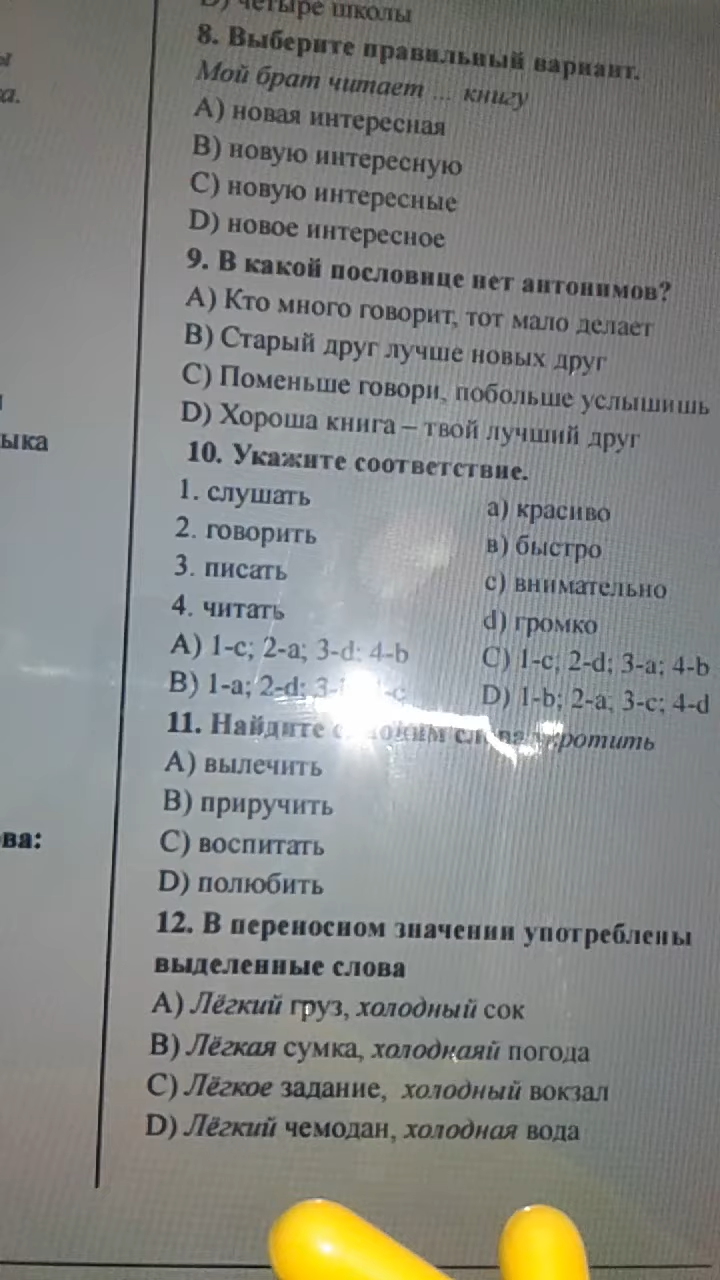 D) четыре школы
8. Выберите правильный вариант.
Мой брат читает ... книгу
A) новая интересная
B) новую интересную
C) новую интересные
D) новое интересное
9. В какой пословице нет антонимов?
A) Кто много говорит, тот мало делает
B) Старый друг лучше новых друг
C) Поменьше говори, побольше услышишь
D) Хороша книга – твой лучший друг
10. Укажите соответствие.
1. слушать а) красиво
2. говорить в) быстро
3. писать с) внимательно
4. читать d) громко
A) 1-c; 2-a; 3-d; 4-b C) 1-c; 2-d; 3-a; 4-b
B) 1-a; 2-d; D) 1-b; 2-a; 3-c; 4-d
11. Найдите
A) вылечить
B) приручить
C) воспитать
D) полюбить
12. В переносном значении употреблены
выделенные слова
A) Лёгкий груз, холодный сок
B) Лёгкая сумка, холоднаяй погода
C) Лёгкое задание, холодный вокзал
D) Лёгкий чемодан, холодная вода
ыка
ва: